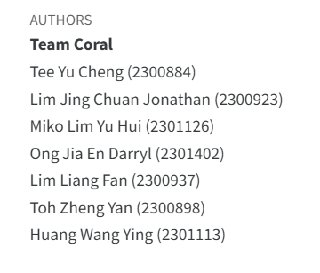 AUTHORS
Team Coral
Tee Yu Cheng (2300884)
Lim Jing Chuan Jonathan (2300923)
Miko Lim Yu Hui (2301126)
Ong Jia En Darryl (2301402)
Lim Liang Fan (2300937)
Toh Zheng Yan (2300898)
Huang Wang Ying (2301113)